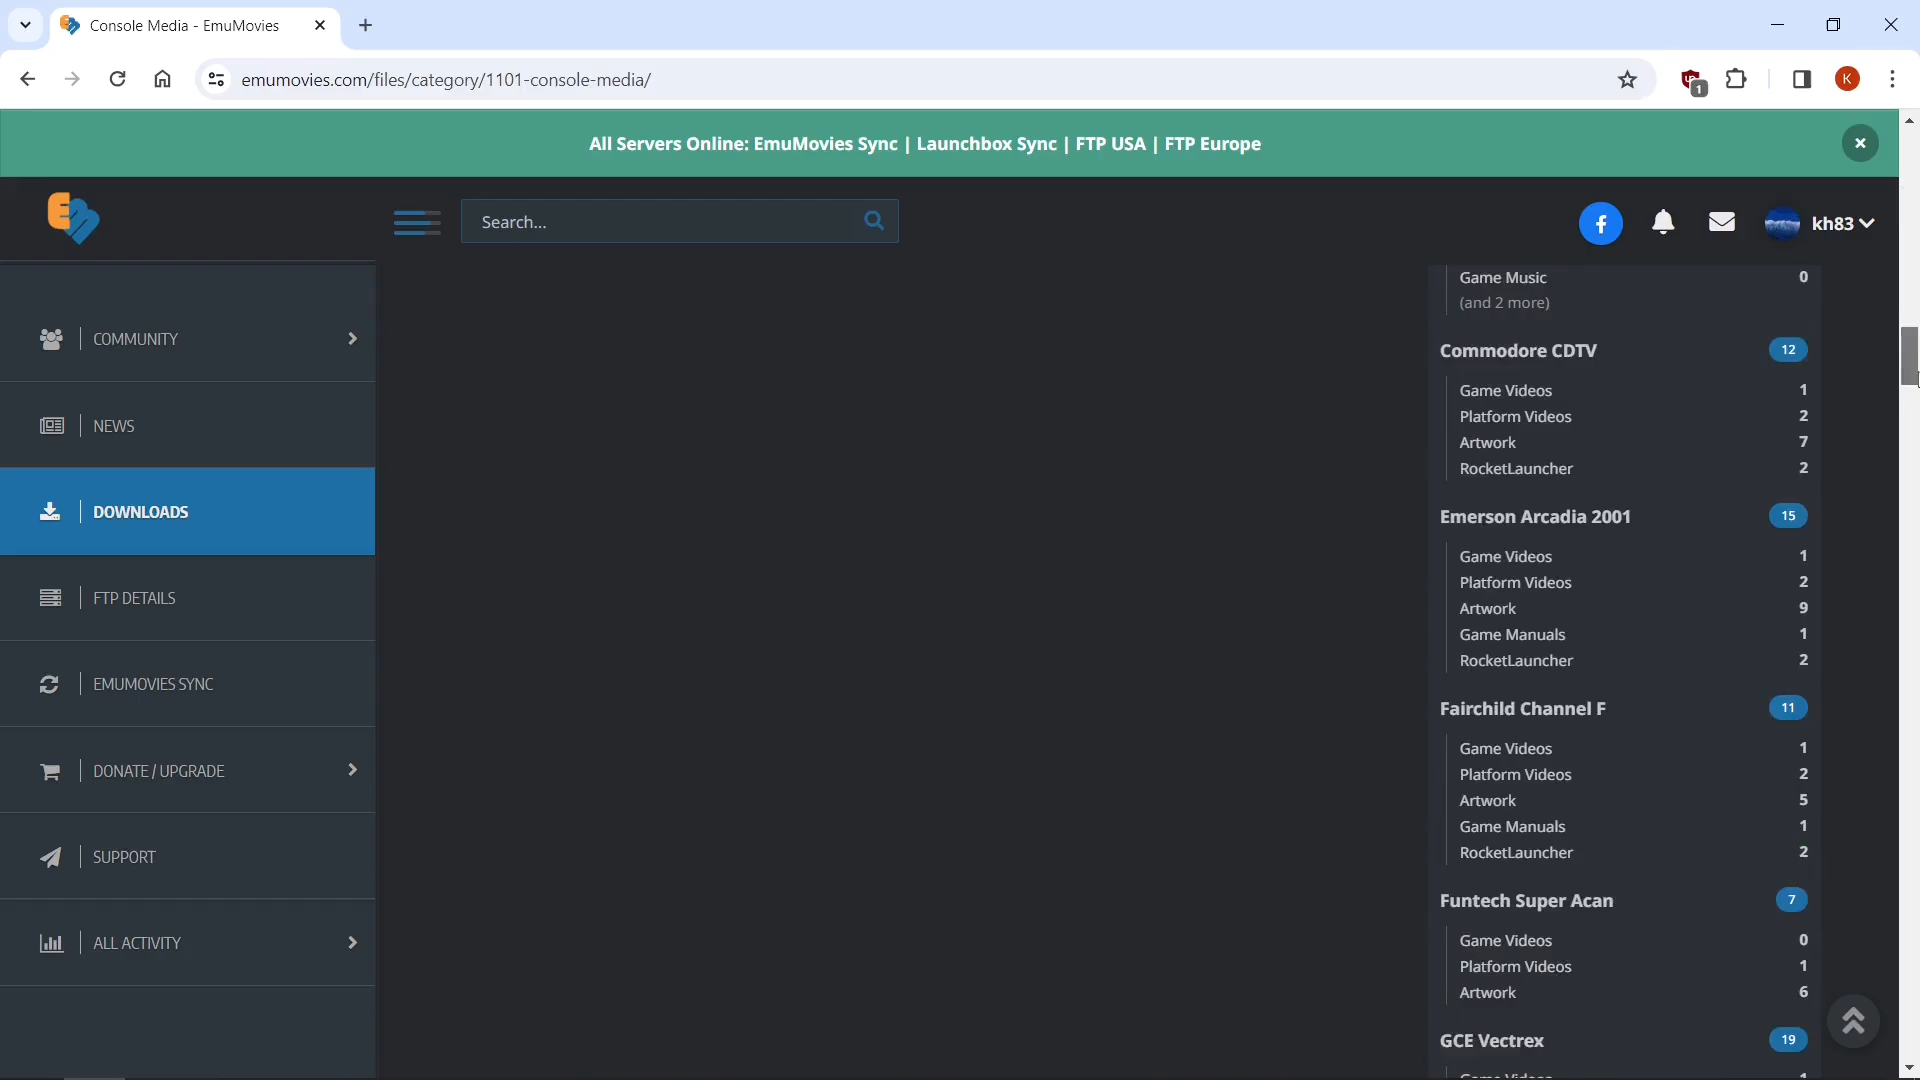 Console Media - EmuMovies
emumovies.com/files/category/1101-console-media/
1
K
All Servers Online: EmuMovies Sync | Launchbox Sync | FTP USA | FTP Europe
Search...
kh83
COMMUNITY
NEWS
DOWNLOADS
FTP DETAILS
EMUMOVIES SYNC
DONATE / UPGRADE
SUPPORT
ALL ACTIVITY
Game Music 0
(and 2 more)
Commodore CDTV 12
Game Videos 1
Platform Videos 2
Artwork 7
RocketLauncher 2
Emerson Arcadia 2001 15
Game Videos 1
Platform Videos 2
Artwork 9
Game Manuals 1
RocketLauncher 2
Fairchild Channel F 11
Game Videos 1
Platform Videos 2
Artwork 5
Game Manuals 1
RocketLauncher 2
Funtech Super Acan 7
Game Videos 0
Platform Videos 1
Artwork 6
GCE Vectrex 19